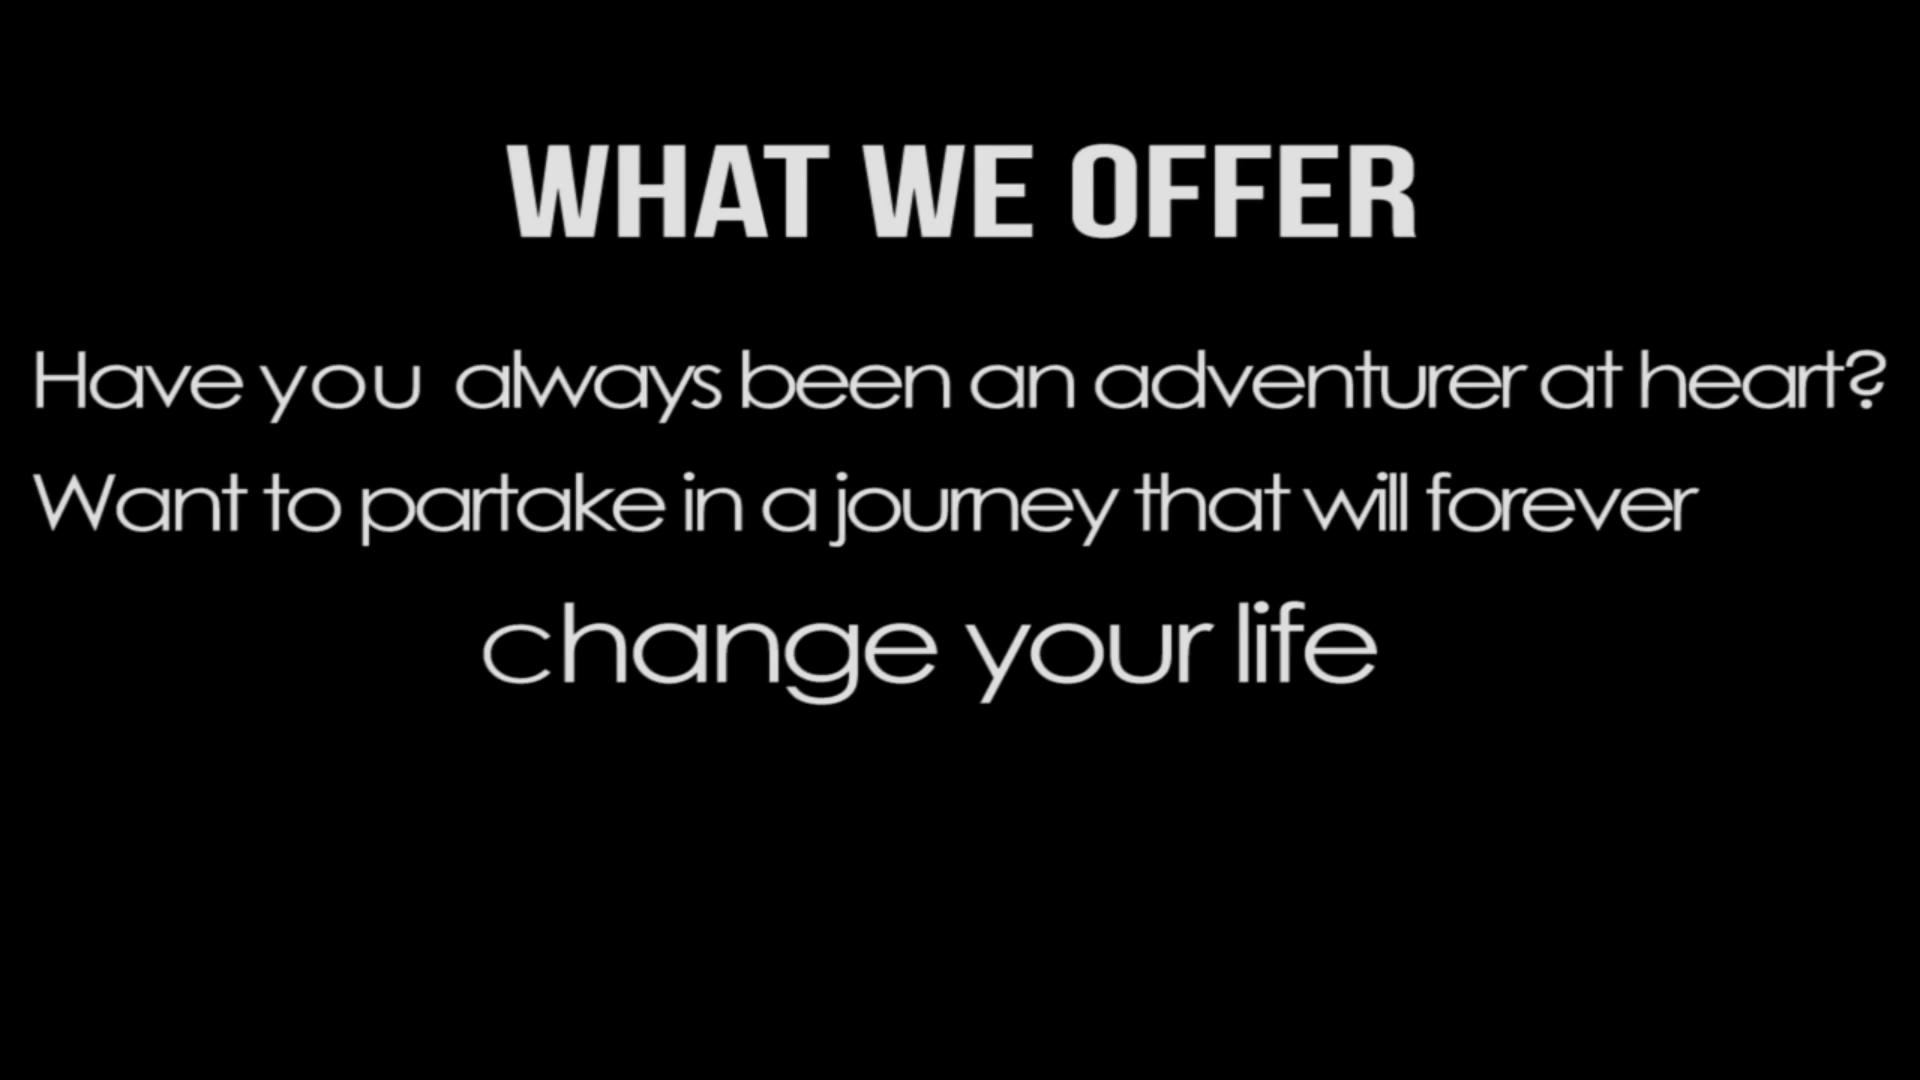 WHAT WE OFFER
Have you always been an adventurer at heart?
Want to partake in a journey that will forever
change your life